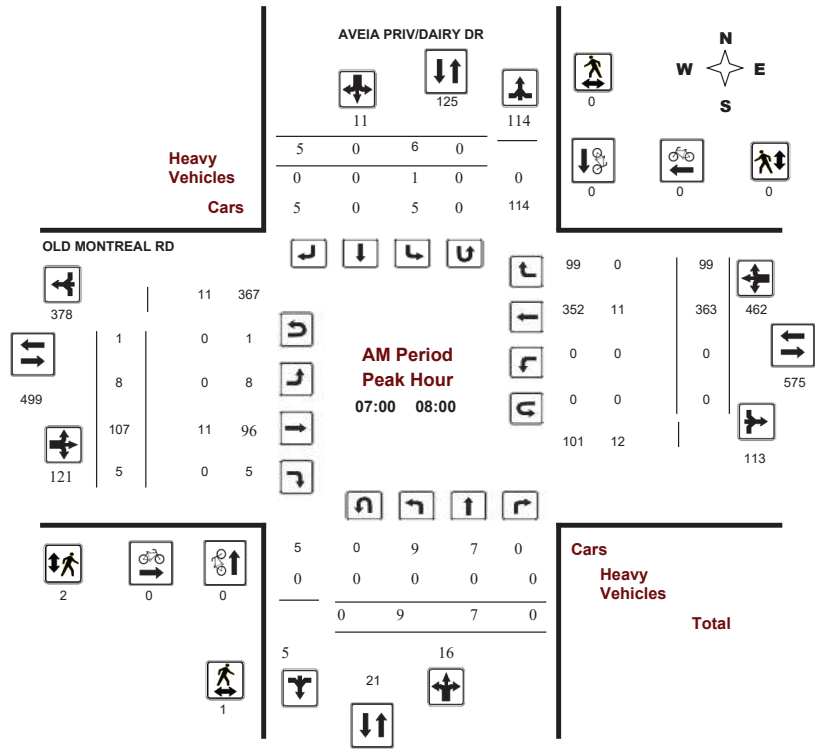 AVEIA PRIV/DAIRY DR
N
W E
S
125
11 114
0
5 0 6 0
Heavy
Vehicles
0 0 1 0 0
Cars
5 0 5 0 114
0 0 0
OLD MONTREAL RD
378
11 367
1 0 1
499
8 0 8
107 11 96
121
5 0 5
AM Period
Peak Hour
07:00 08:00
99 0 99
462
352 11 363
0 0 0
575
0 0 0
101 12
113
5 0 9 7 0
0 0 0 0 0
0 9 7 0
Cars
Heavy
Vehicles
Total
2 0 0
5 16
21
1